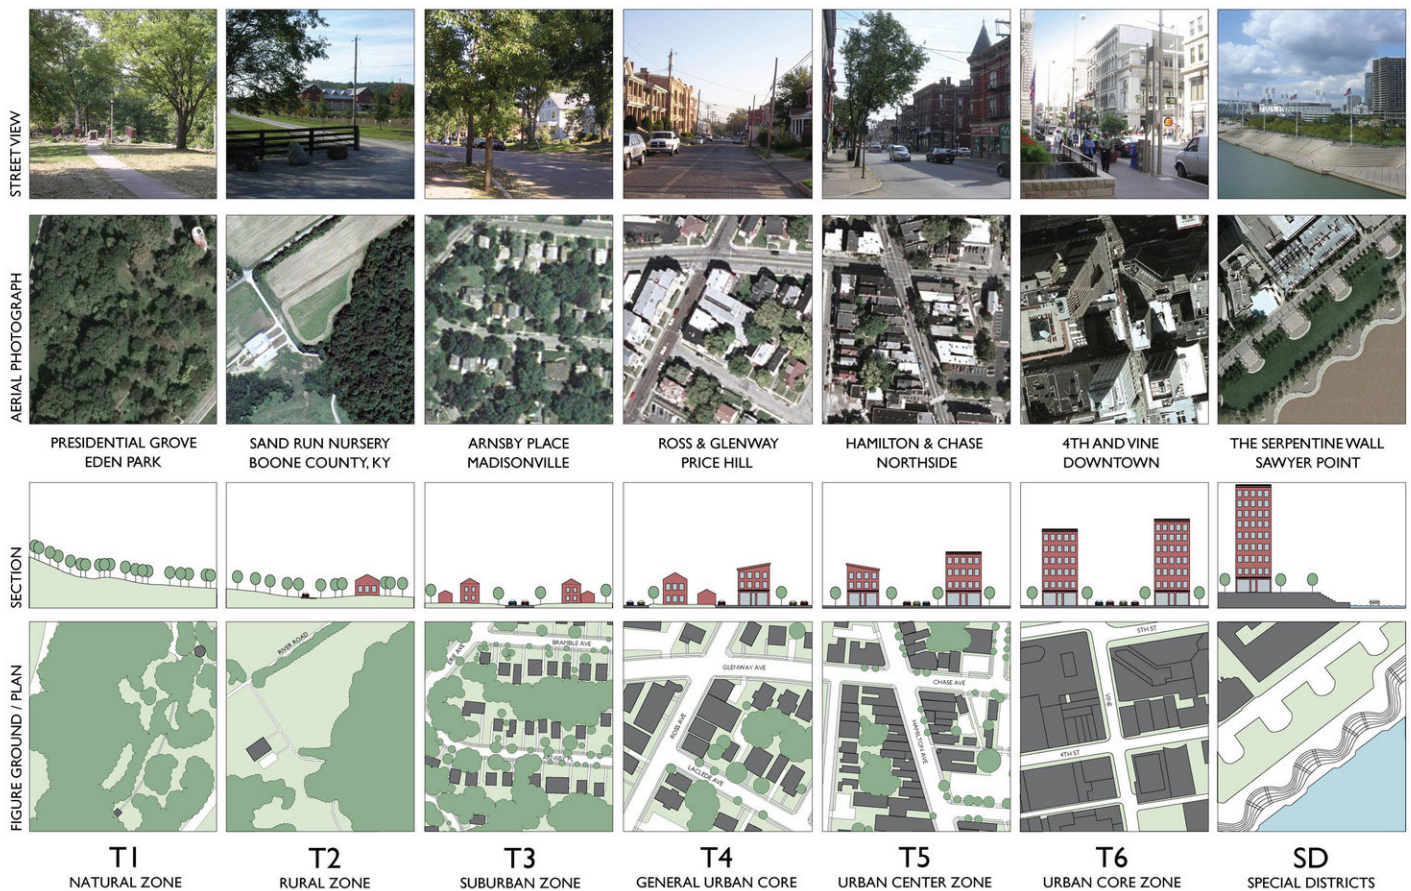 STREET VIEW
AERIAL PHOTOGRAPH
PRESIDENTIAL GROVE
EDEN PARK
SAND RUN NURSERY
BOONE COUNTY, KY
ARNSBY PLACE
MADISONVILLE
ROSS & GLENWAY
PRICE HILL
HAMILTON & CHASE
NORTHSIDE
4TH AND VINE
DOWNTOWN
THE SERPENTINE WALL
SAWYER POINT
SECTION
FIGURE GROUND / PLAN
RIVER ROAD
ERIE AVE
BRAMBLE AVE
GLENWAY AVE
ROSS AVE
LACLEDE AVE
CHASE AVE
HAMILTON AVE
5TH ST
VINE
4TH ST
T1
NATURAL ZONE
T2
RURAL ZONE
T3
SUBURBAN ZONE
T4
GENERAL URBAN CORE
T5
URBAN CENTER ZONE
T6
URBAN CORE ZONE
SD
SPECIAL DISTRICTS